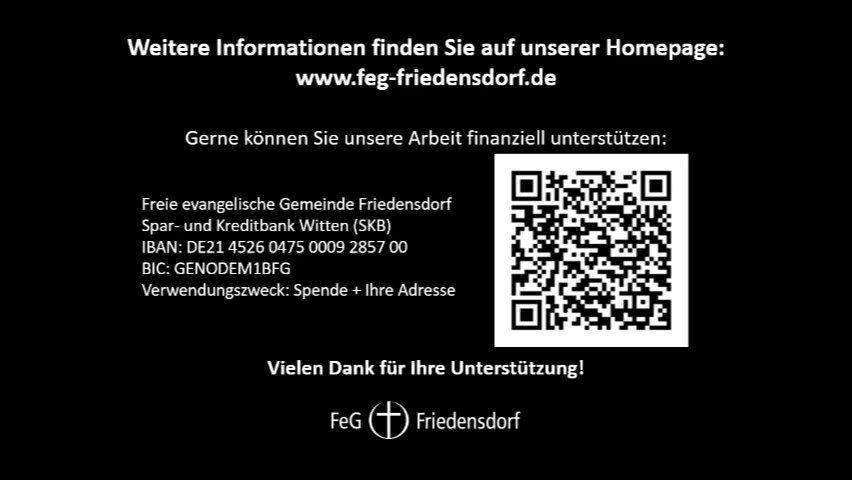 Weitere Informationen finden Sie auf unserer Homepage:
www.feg-friedensdorf.de
Gerne können Sie unsere Arbeit finanziell unterstützen:
Freie evangelische Gemeinde Friedensdorf
Spar- und Kreditbank Witten (SKB)
IBAN: DE21 4526 0475 0009 2857 00
BIC: GENODEM1BFG
Verwendungszweck: Spende + Ihre Adresse
Vielen Dank für Ihre Unterstützung!
FeG Friedensdorf